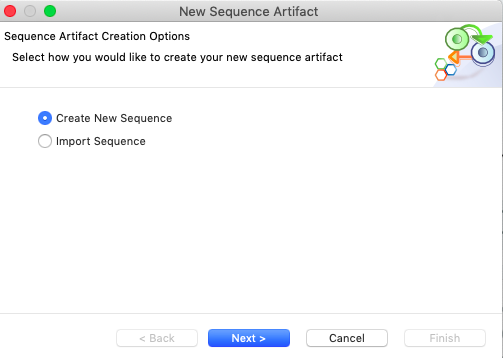 New Sequence Artifact
Sequence Artifact Creation Options
Select how you would like to create your new sequence artifact
Create New Sequence
Import Sequence
< Back
Next >
Cancel
Finish